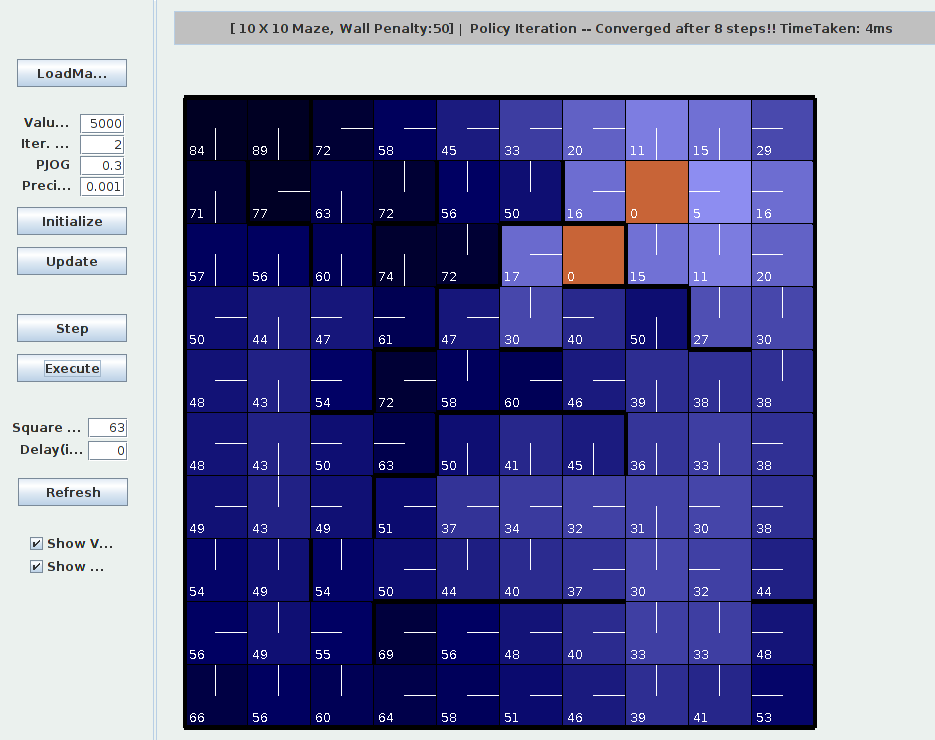 [ 10 X 10 Maze, Wall Penalty:50] | Policy Iteration -- Converged after 8 steps!! TimeTaken: 4ms
LoadMa...
Valu... 5000
Iter. ... 2
PJOG 0.3
Preci... 0.001
Initialize
Update
Step
Execute
Square ... 63
Delay(i... 0
Refresh
Show V...
Show ...
84 89 72 58 45 33 20 11 15 29
71 77 63 72 56 50 16 0 5 16
57 56 60 74 72 17 0 15 11 20
50 44 47 61 47 30 40 50 27 30
48 43 54 72 58 60 46 39 38 38
48 43 50 63 50 41 45 36 33 38
49 43 49 51 37 34 32 31 30 38
54 49 54 50 44 40 37 30 32 44
56 49 55 69 56 48 40 33 33 48
66 56 60 64 58 51 46 39 41 53